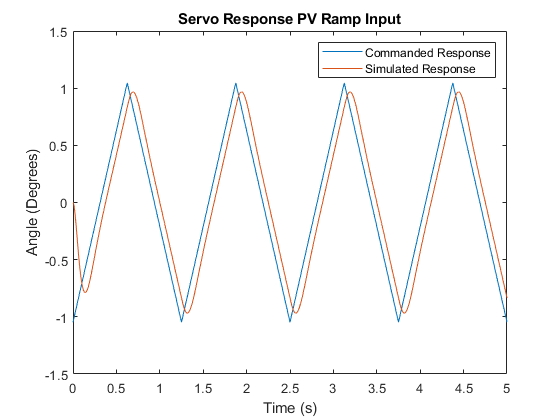 Servo Response PV Ramp Input
Commanded Response
Simulated Response
Angle (Degrees)
1.5
1
0.5
0
-0.5
-1
-1.5
0 0.5 1 1.5 2 2.5 3 3.5 4 4.5 5
Time (s)